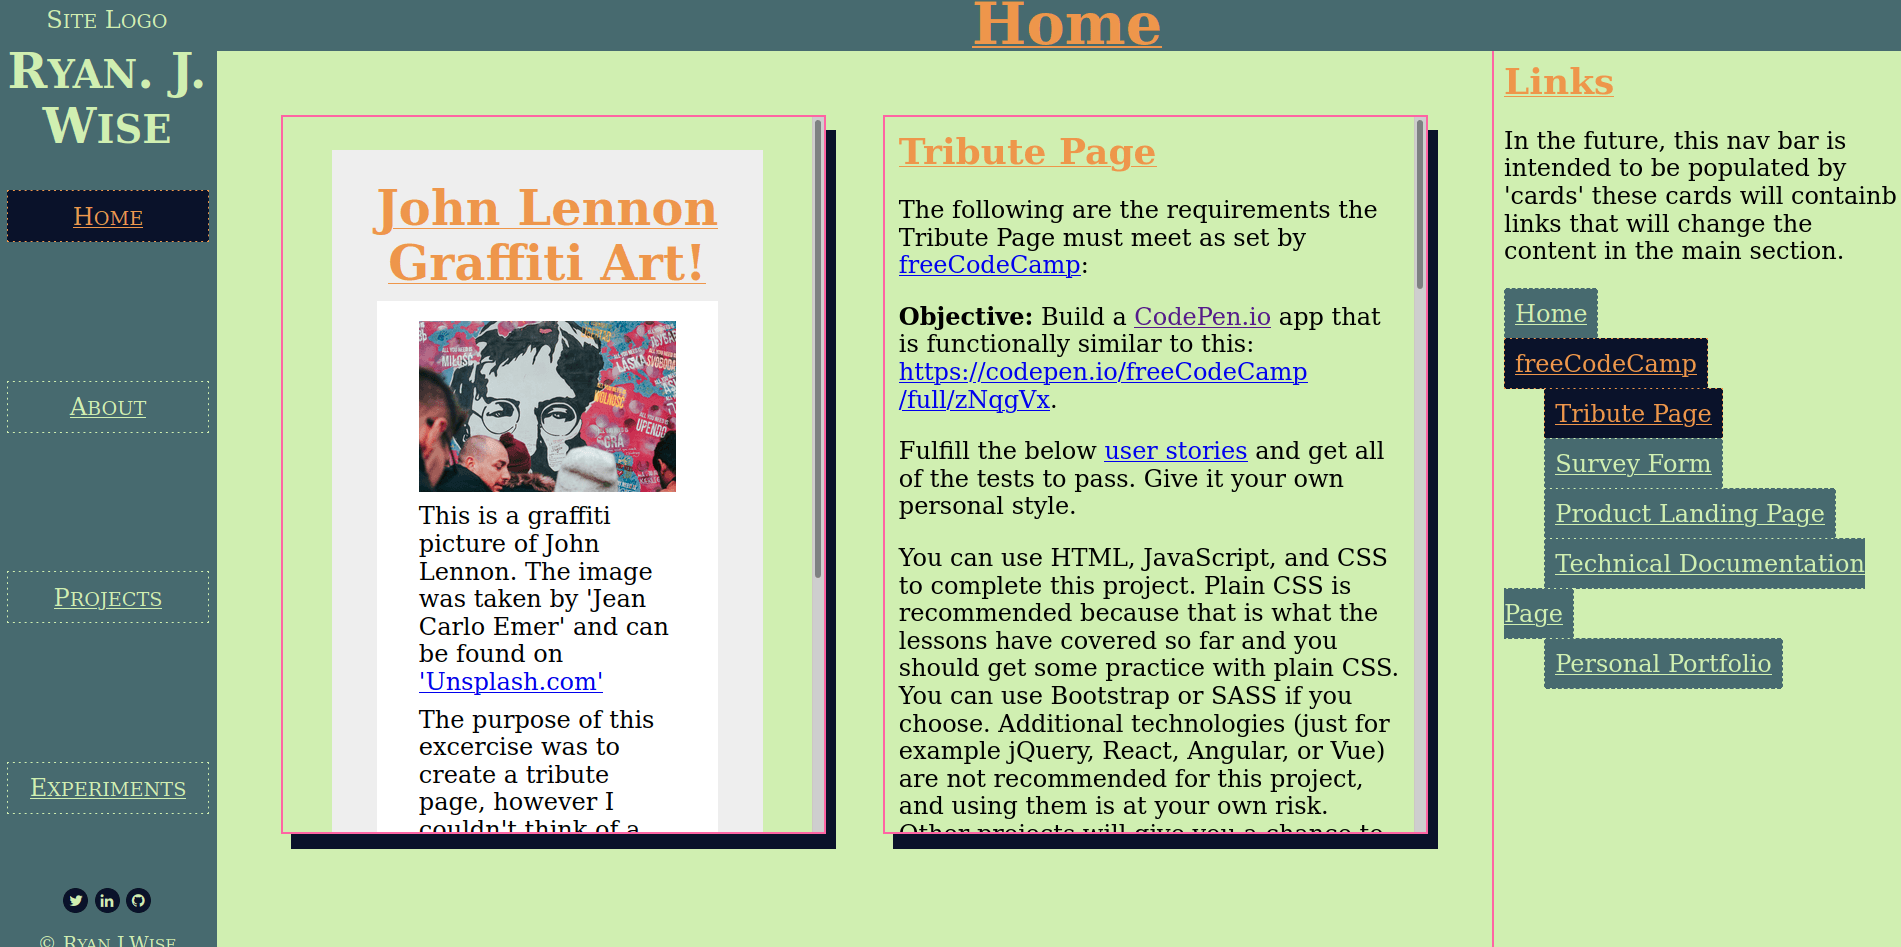 Site Logo
Ryan. J.
Wise
Home
About
Projects
Experiments
© Ryan J Wise
Home
John Lennon
Graffiti Art!
This is a graffiti
picture of John
Lennon. The image
was taken by 'Jean
Carlo Emer' and can
be found on
'Unsplash.com'
The purpose of this
excercise was to
create a tribute
page, however I
couldn't think of a
Tribute Page
The following are the requirements the
Tribute Page must meet as set by
freeCodeCamp:
Objective: Build a CodePen.io app that
is functionally similar to this:
https://codepen.io/freeCodeCamp
/full/zNqgVx.
Fulfill the below user stories and get all
of the tests to pass. Give it your own
personal style.
You can use HTML, JavaScript, and CSS
to complete this project. Plain CSS is
recommended because that is what the
lessons have covered so far and you
should get some practice with plain CSS.
You can use Bootstrap or SASS if you
choose. Additional technologies (just for
example jQuery, React, Angular, or Vue)
are not recommended for this project,
and using them is at your own risk.
Other projects will give you a chance to
Links
In the future, this nav bar is
intended to be populated by
'cards' these cards will containb
links that will change the
content in the main section.
Home
freeCodeCamp
Tribute Page
Survey Form
Product Landing Page
Technical Documentation
Page
Personal Portfolio
MIŁOŚĆ
LASKA
SVOBODA
WOLNOŚĆ
UPENDO
GRA